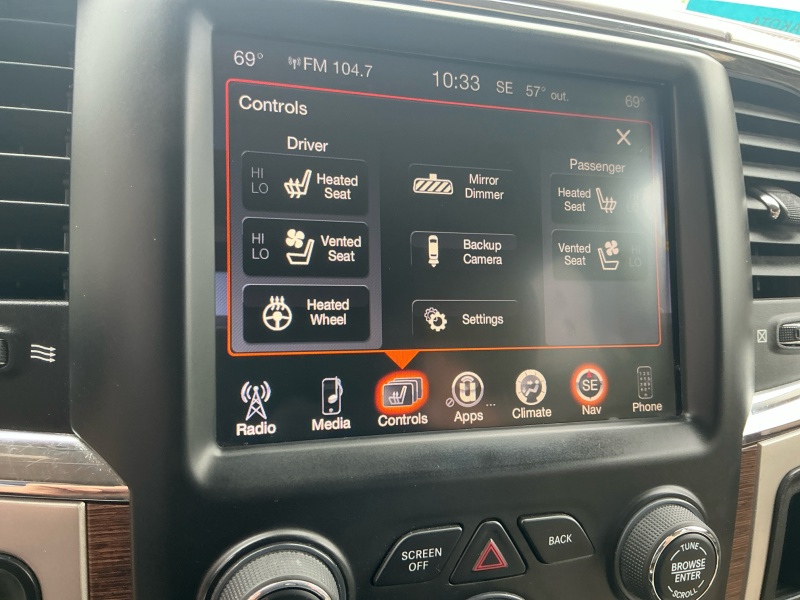 69° FM 104.7 10:33 SE 57° out. 69°
Controls
Driver
Passenger
HI
LO
Heated
Seat
Mirror
Dimmer
Heated
Seat
HI
LO
Vented
Seat
Backup
Camera
Vented
Seat
HI
LO
Heated
Wheel
Settings
Radio
Media
Controls
Apps
...
Climate
SE
Nav
Phone
SCREEN
OFF
BACK
TUNE
BROWSE
ENTER
SCROLL